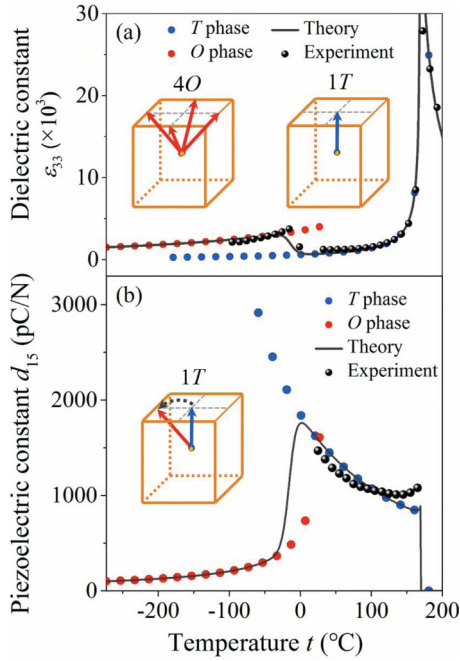 (a)
T phase
Theory
O phase
Experiment
4O
1T
30
20
10
0
Dielectric constant
ε33 (×10³)
(b)
T phase
O phase
Theory
Experiment
1T
3000
2000
1000
0
Piezoelectric constant d15 (pC/N)
-200
-100
0
100
200
Temperature t (°C)